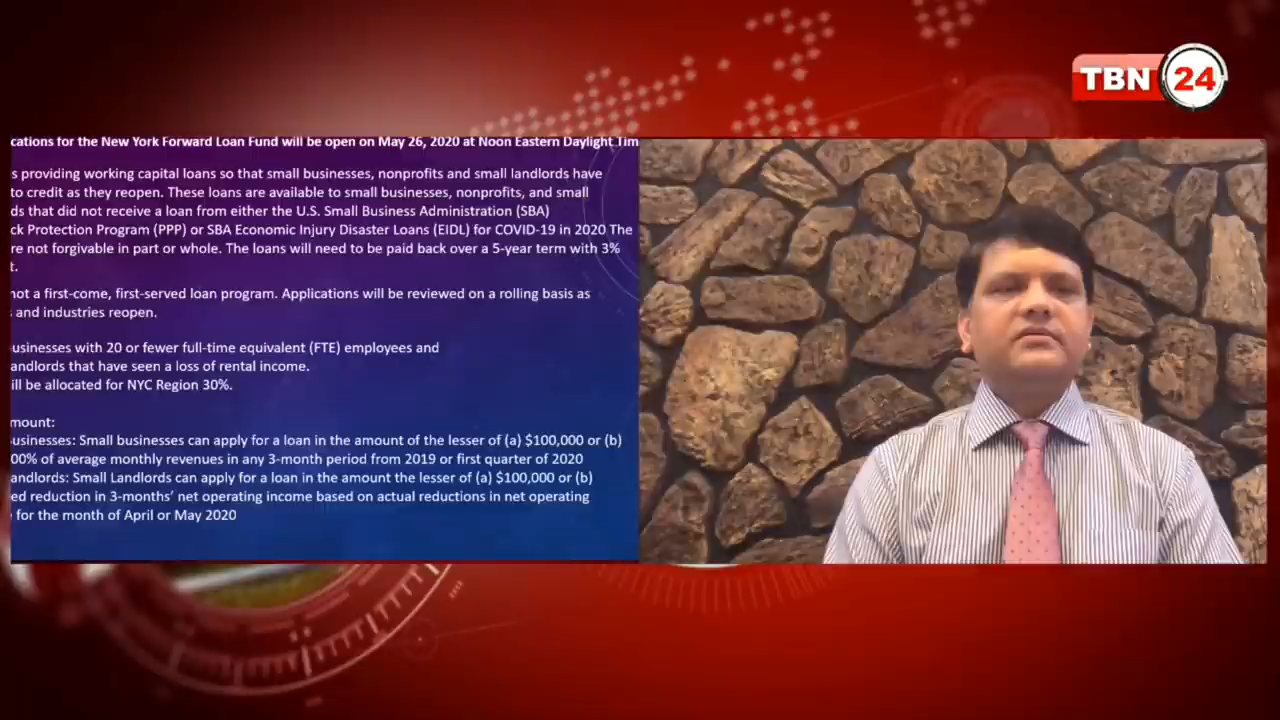 TBN 24
cations for the New York Forward Loan Fund will be open on May 26, 2020 at Noon Eastern Daylight Tim
s providing working capital loans so that small businesses, nonprofits and small landlords have
to credit as they reopen. These loans are available to small businesses, nonprofits, and small
ds that did not receive a loan from either the U.S. Small Business Administration (SBA)
ck Protection Program (PPP) or SBA Economic Injury Disaster Loans (EIDL) for COVID-19 in 2020 The
re not forgivable in part or whole. The loans will need to be paid back over a 5-year term with 3%
t.
not a first-come, first-served loan program. Applications will be reviewed on a rolling basis as
and industries reopen.
usinesses with 20 or fewer full-time equivalent (FTE) employees and
andlords that have seen a loss of rental income.
ill be allocated for NYC Region 30%.
mount:
usinesses: Small businesses can apply for a loan in the amount of the lesser of (a) $100,000 or (b)
00% of average monthly revenues in any 3-month period from 2019 or first quarter of 2020
andlords: Small Landlords can apply for a loan in the amount the lesser of (a) $100,000 or (b)
ed reduction in 3-months' net operating income based on actual reductions in net operating
for the month of April or May 2020